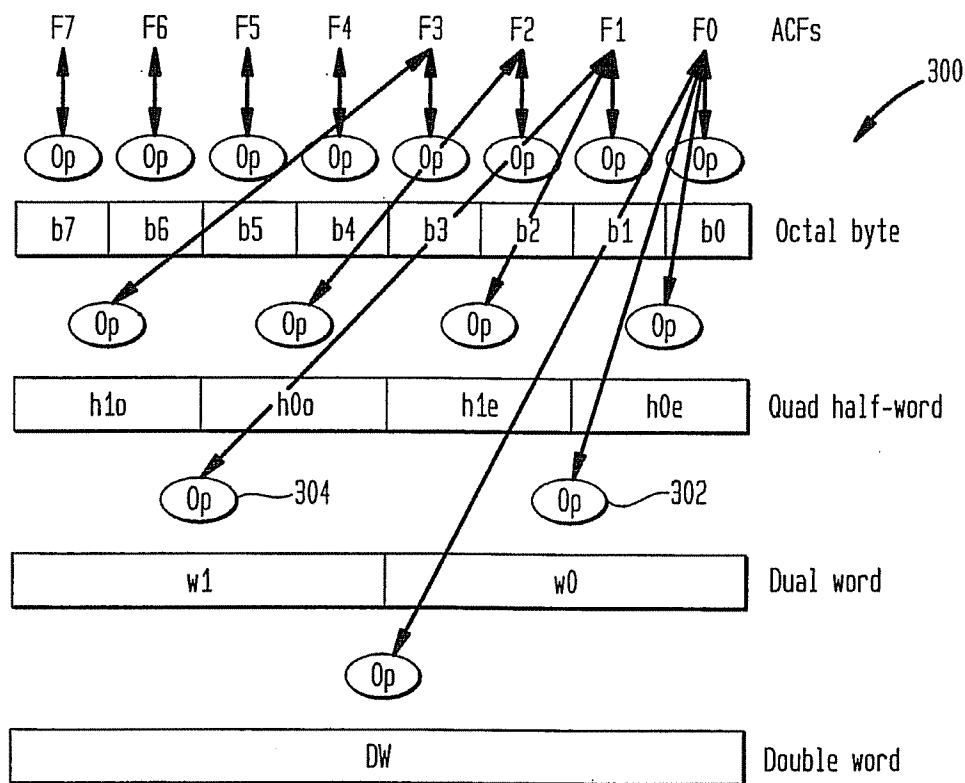 F7 F6 F5 F4 F3 F2 F1 F0 ACFs
300
Op Op Op Op Op Op Op Op
b7 b6 b5 b4 b3 b2 b1 b0 Octal byte
Op Op Op Op
h1o h0o h1e h0e Quad half-word
Op 304 Op 302
w1 w0 Dual word
Op
DW Double word